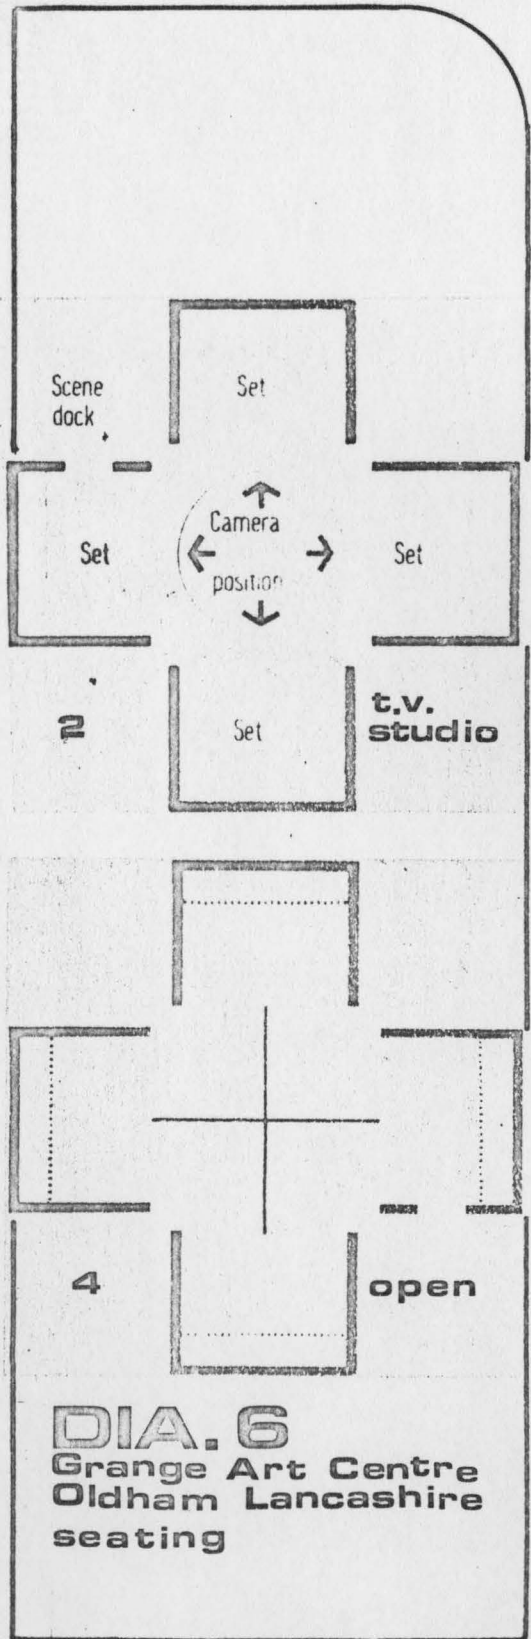 Set
Scene
dock
Set
Camera
position
Set
Set
2
t.v.
studio
4
open
DIA. 6
Grange Art Centre
Oldham Lancashire
seating